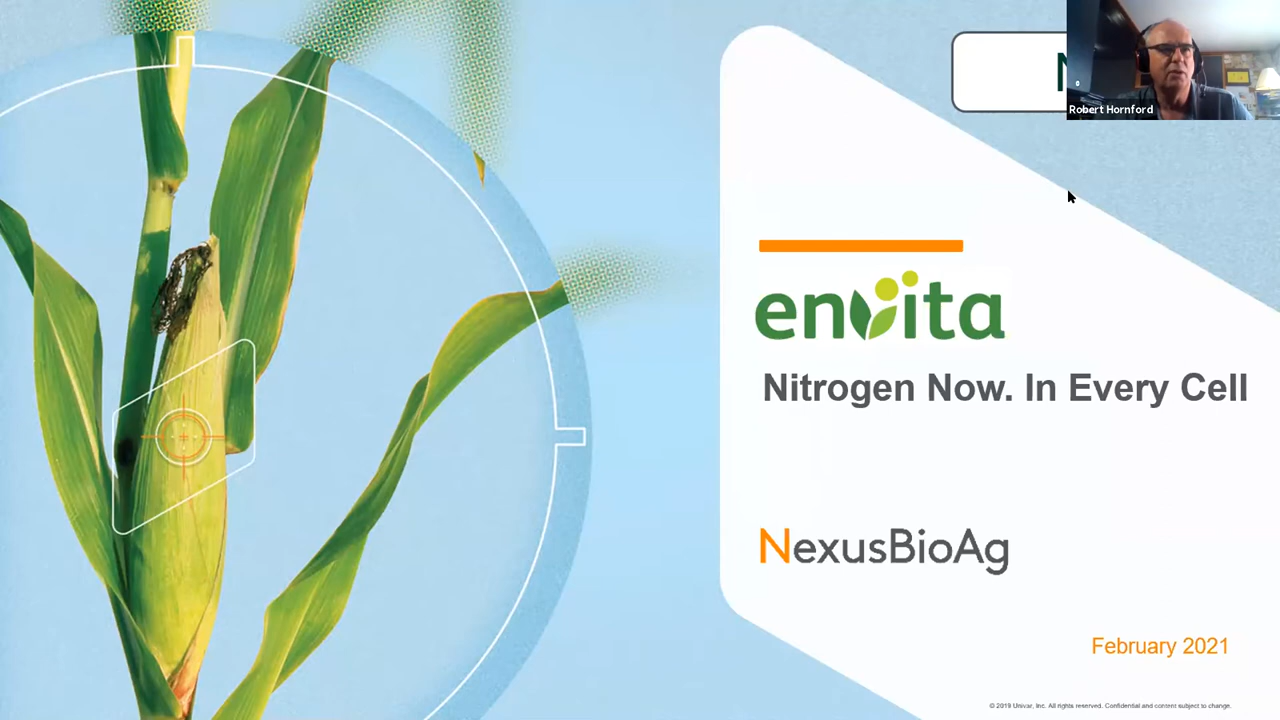 Robert Hornford
envita
Nitrogen Now. In Every Cell
NexusBioAg
February 2021
© 2019 Univar, Inc. All rights reserved. Confidential and content subject to change.